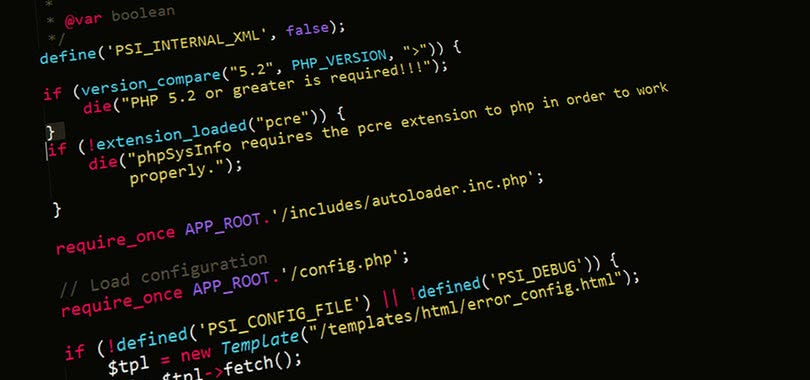 *
* @var boolean
*/
define('PSI_INTERNAL_XML', false);
if (version_compare("5.2", PHP_VERSION, ">")) {
die("PHP 5.2 or greater is required!!!");
}
if (!extension_loaded("pcre")) {
die("phpSysInfo requires the pcre extension to php in order to work
properly.");
}
require_once APP_ROOT.'/includes/autoloader.inc.php';
// Load configuration
require_once APP_ROOT.'/config.php';
if (!defined('PSI_CONFIG_FILE') || !defined('PSI_DEBUG')) {
$tpl = new Template("/templates/html/error_config.html");
$tpl->fetch();